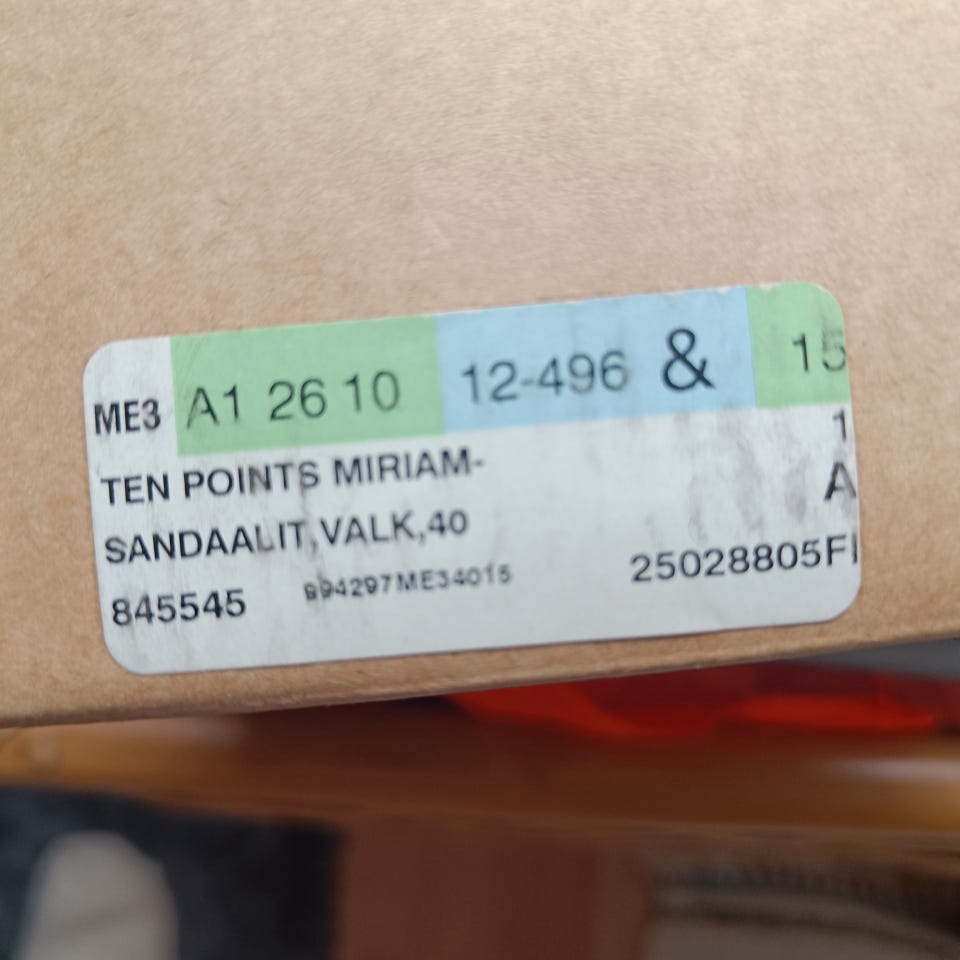 ME3 A1 26 10 12-496 & 15
1
TEN POINTS MIRIAM-
A
SANDAALIT,VALK,40
845545 994297ME34015 25028805FI